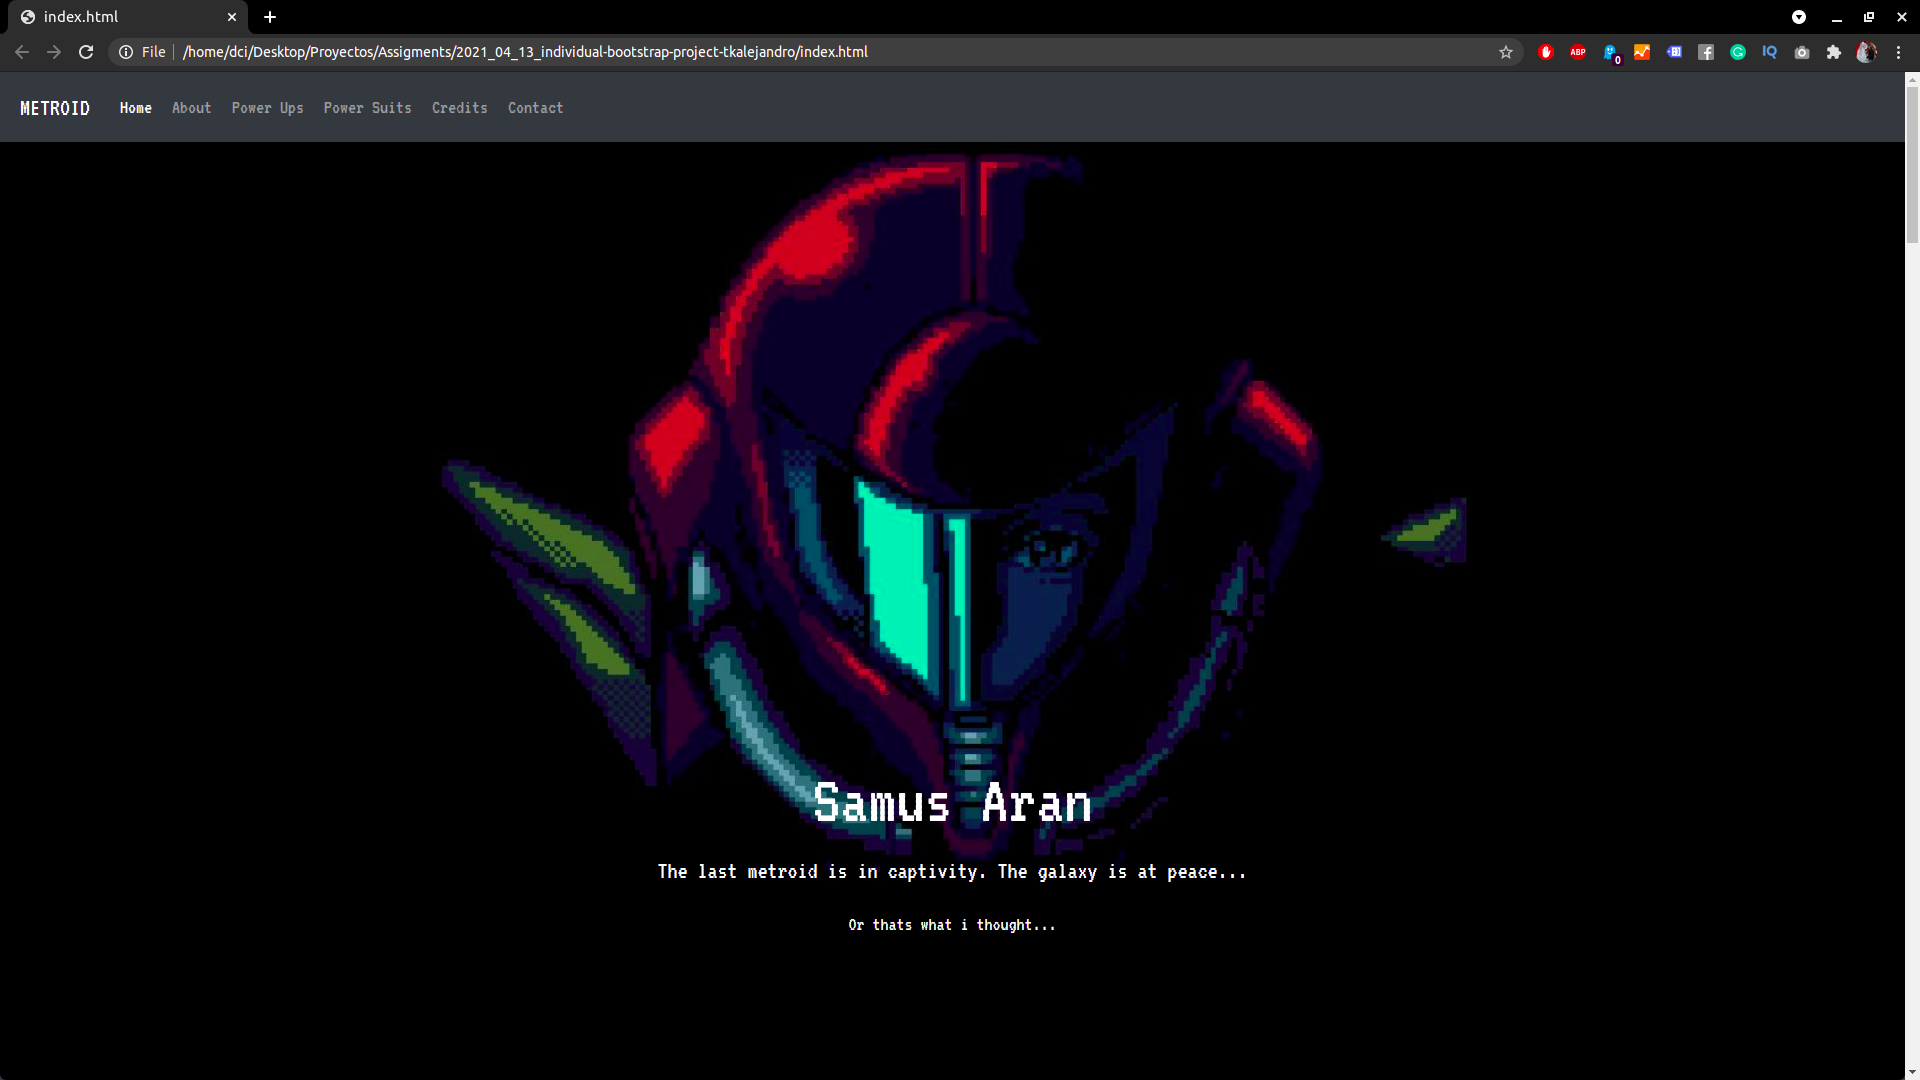 index.html
File /home/dci/Desktop/Proyectos/Assigments/2021_04_13_individual-bootstrap-project-tkalejandro/index.html
ABP 0 IQ
METROID Home About Power Ups Power Suits Credits Contact
Samus Aran
The last metroid is in captivity. The galaxy is at peace...
Or thats what i thought...